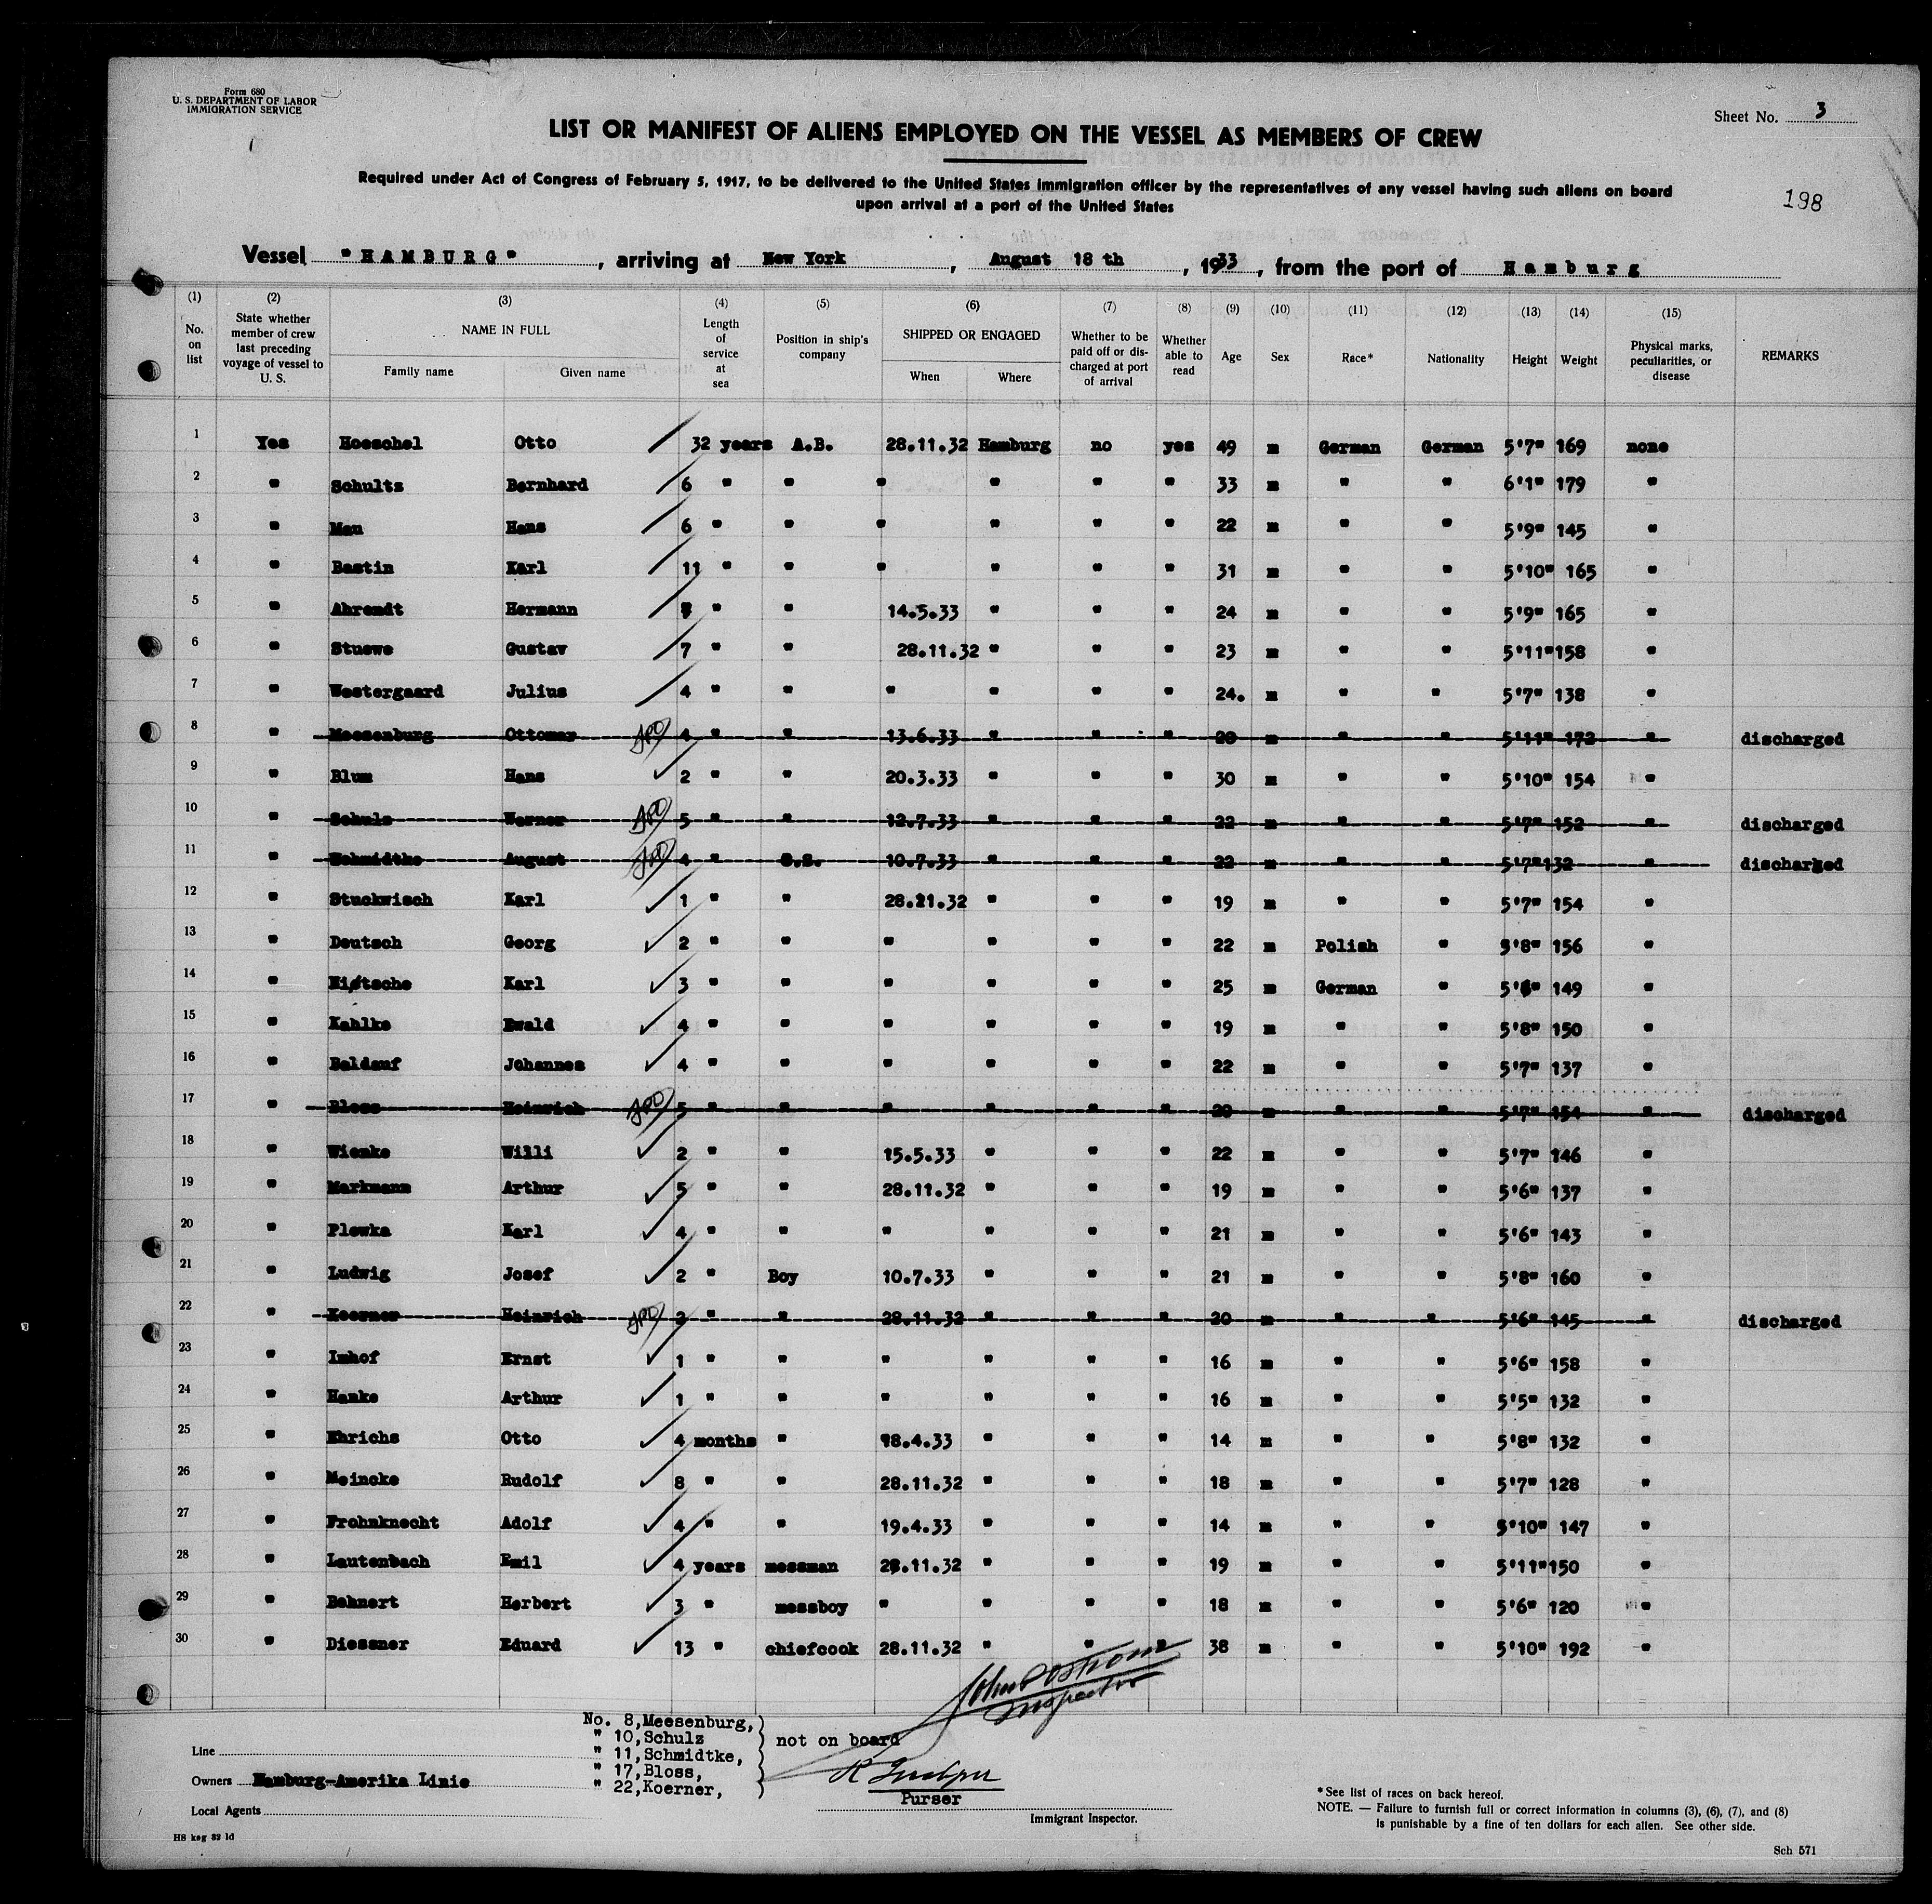 Form 680
U. S. DEPARTMENT OF LABOR
IMMIGRATION SERVICE
Sheet No. 3
LIST OR MANIFEST OF ALIENS EMPLOYED ON THE VESSEL AS MEMBERS OF CREW
Required under Act of Congress of February 5, 1917, to be delivered to the United States immigration officer by the representatives of any vessel having such aliens on board
upon arrival at a port of the United States
198
Vessel "HAMBURG", arriving at New York, August 18 th, 1933, from the port of Hamburg
(1) (2) (3) (4) (5) (6) (7) (8) (9) (10) (11) (12) (13) (14) (15)
No. on list State whether member of crew last preceding voyage of vessel to U. S. NAME IN FULL Length of service at sea Position in ship's company SHIPPED OR ENGAGED Whether to be paid off or discharged at port of arrival Whether able to read Age Sex Race* Nationality Height Weight Physical marks, peculiarities, or disease REMARKS
Family name Given name When Where
1 Yes Hoeschel Otto 32 years A.B. 28.11.32 Hamburg no yes 49 m German German 5'7" 169 none
2 " Schultz Bernhard 6 " " " " " " 33 m " " 6'1" 179 "
3 " Mau Hans 6 " " " " " " 22 m " " 5'9" 145 "
4 " Bastin Karl 11 " " " " " " 31 m " " 5'10" 165 "
5 " Ahrendt Hermann " " 14.5.33 " " " 24 m " " 5'9" 165 "
6 " Stuewe Gustav 7 " " 28.11.32 " " " 23 m " " 5'11" 158 "
7 " Westergaard Julius 4 " " " " " " 24. m " " 5'7" 138 "
8 " Meesenburg Ottomar JPO 4 " " 13.6.33 " " " 20 m " " 5'11" 172 " discharged
9 " Blum Hans 2 " " 20.3.33 " " " 30 m " " 5'10" 154 "
10 " Schulz Werner JPO 5 " " 12.7.33 " " " 22 m " " 5'7" 152 " discharged
11 " Schmidtke August JPO 4 " O.S. 10.7.33 " " " 22 m " " 5'7" 132 " discharged
12 " Stuckwisch Karl 1 " " 28.11.32 " " " 19 m " " 5'7" 154 "
13 " Deutsch Georg 2 " " " " " " 22 m Polish " 5'8" 156 "
14 " Nietsche Karl 3 " " " " " " 25 m German " 5'6" 149 "
15 " Kahlke Ewald 4 " " " " " " 19 m " " 5'8" 150 "
16 " Baldauf Johannes 4 " " " " " " 22 m " " 5'7" 137 "
17 " Bloss Heinrich JPO 5 " " " " " " 20 m " " 5'7" 154 " discharged
18 " Wienke Willi 2 " " 15.5.33 " " " 22 m " " 5'7" 146 "
19 " Markmann Arthur 5 " " 28.11.32 " " " 19 m " " 5'6" 137 "
20 " Plewka Karl 4 " " " " " " 21 m " " 5'6" 143 "
21 " Ludwig Josef 2 " Boy 10.7.33 " " " 21 m " " 5'8" 160 "
22 " Koerner Heinrich JPO 2 " " 28.11.32 " " " 20 m " " 5'6" 145 " discharged
23 " Imhof Ernst 1 " " " " " " 16 m " " 5'6" 158 "
24 " Hanke Arthur 1 " " " " " " 16 m " " 5'5" 132 "
25 " Ehrichs Otto 4 months " 18.4.33 " " " 14 m " " 5'8" 132 "
26 " Meincke Rudolf 8 " " 28.11.32 " " " 18 m " " 5'7" 128 "
27 " Frohnknecht Adolf 4 " " 19.4.33 " " " 14 m " " 5'10" 147 "
28 " Lautenbach Emil 4 years messman 28.11.32 " " " 19 m " " 5'11" 150 "
29 " Behnert Herbert 3 " messboy " " " " 18 m " " 5'6" 120 "
30 " Diessner Eduard 13 " chiefcook 28.11.32 " " " 38 m " " 5'10" 192 "
John P Ostrom
Inspector
No. 8,Meesenburg,
" 10,Schulz
" 11,Schmidtke,
" 17,Bloss,
" 22,Koerner,
not on board
Line
Owners Hamburg-Amerika Linie
Local Agents
Purser
Immigrant Inspector.
*See list of races on back hereof.
NOTE. — Failure to furnish full or correct information in columns (3), (6), (7), and (8)
is punishable by a fine of ten dollars for each alien. See other side.
H8 ksg 32 1d
Sch 571